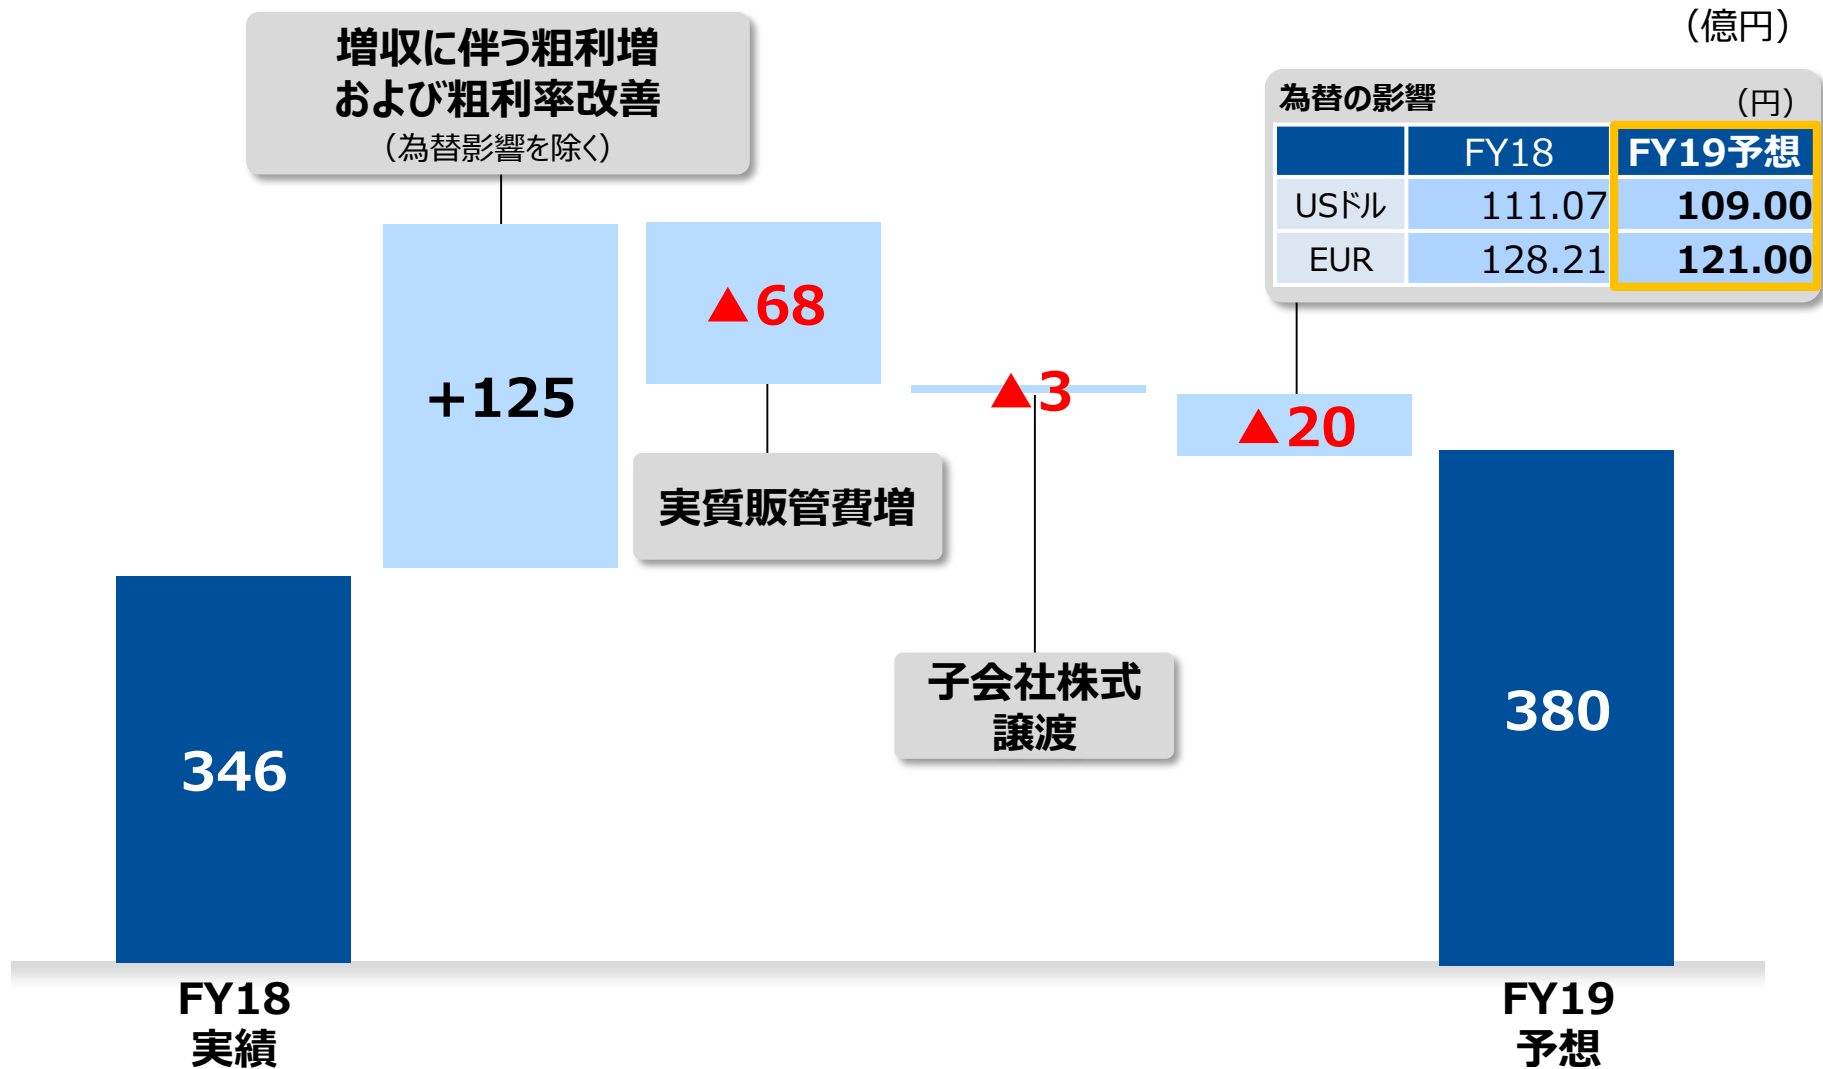 （億円）
増収に伴う粗利増
および粗利率改善
（為替影響を除く）
為替の影響 （円）
FY18 FY19予想
USドル 111.07 109.00
EUR 128.21 121.00
+125
▲68
▲3
▲20
実質販管費増
子会社株式
譲渡
346
380
FY18
実績
FY19
予想